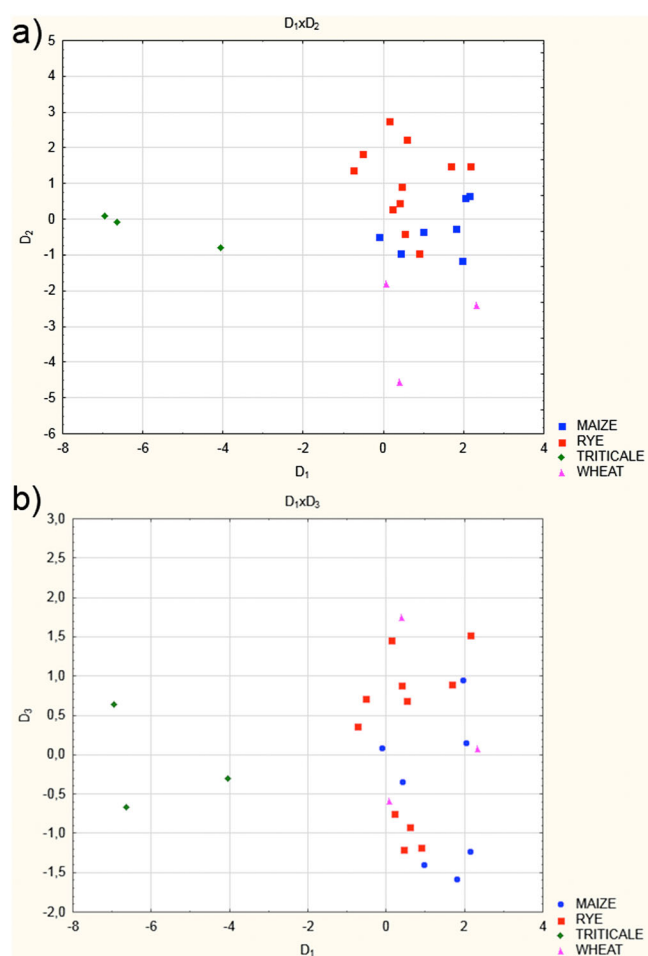 a)
D₁xD₂
5
4
3
2
1
0
-1
-2
-3
-4
-5
-6
D₂
-8 -6 -4 -2 0 2 4
D₁
MAIZE
RYE
TRITICALE
WHEAT
b)
D₁xD₃
3,0
2,5
2,0
1,5
1,0
0,5
0,0
-0,5
-1,0
-1,5
-2,0
D₃
-8 -6 -4 -2 0 2 4
D₁
MAIZE
RYE
TRITICALE
WHEAT